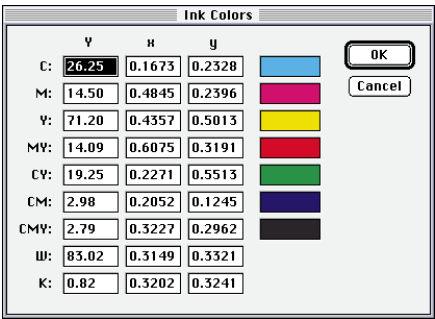 Ink Colors
Y x y
C: 26.25 0.1673 0.2328
M: 14.50 0.4845 0.2396
Y: 71.20 0.4357 0.5013
MY: 14.09 0.6075 0.3191
CY: 19.25 0.2271 0.5513
CM: 2.98 0.2052 0.1245
CMY: 2.79 0.3227 0.2962
W: 83.02 0.3149 0.3321
K: 0.82 0.3202 0.3241
OK
Cancel